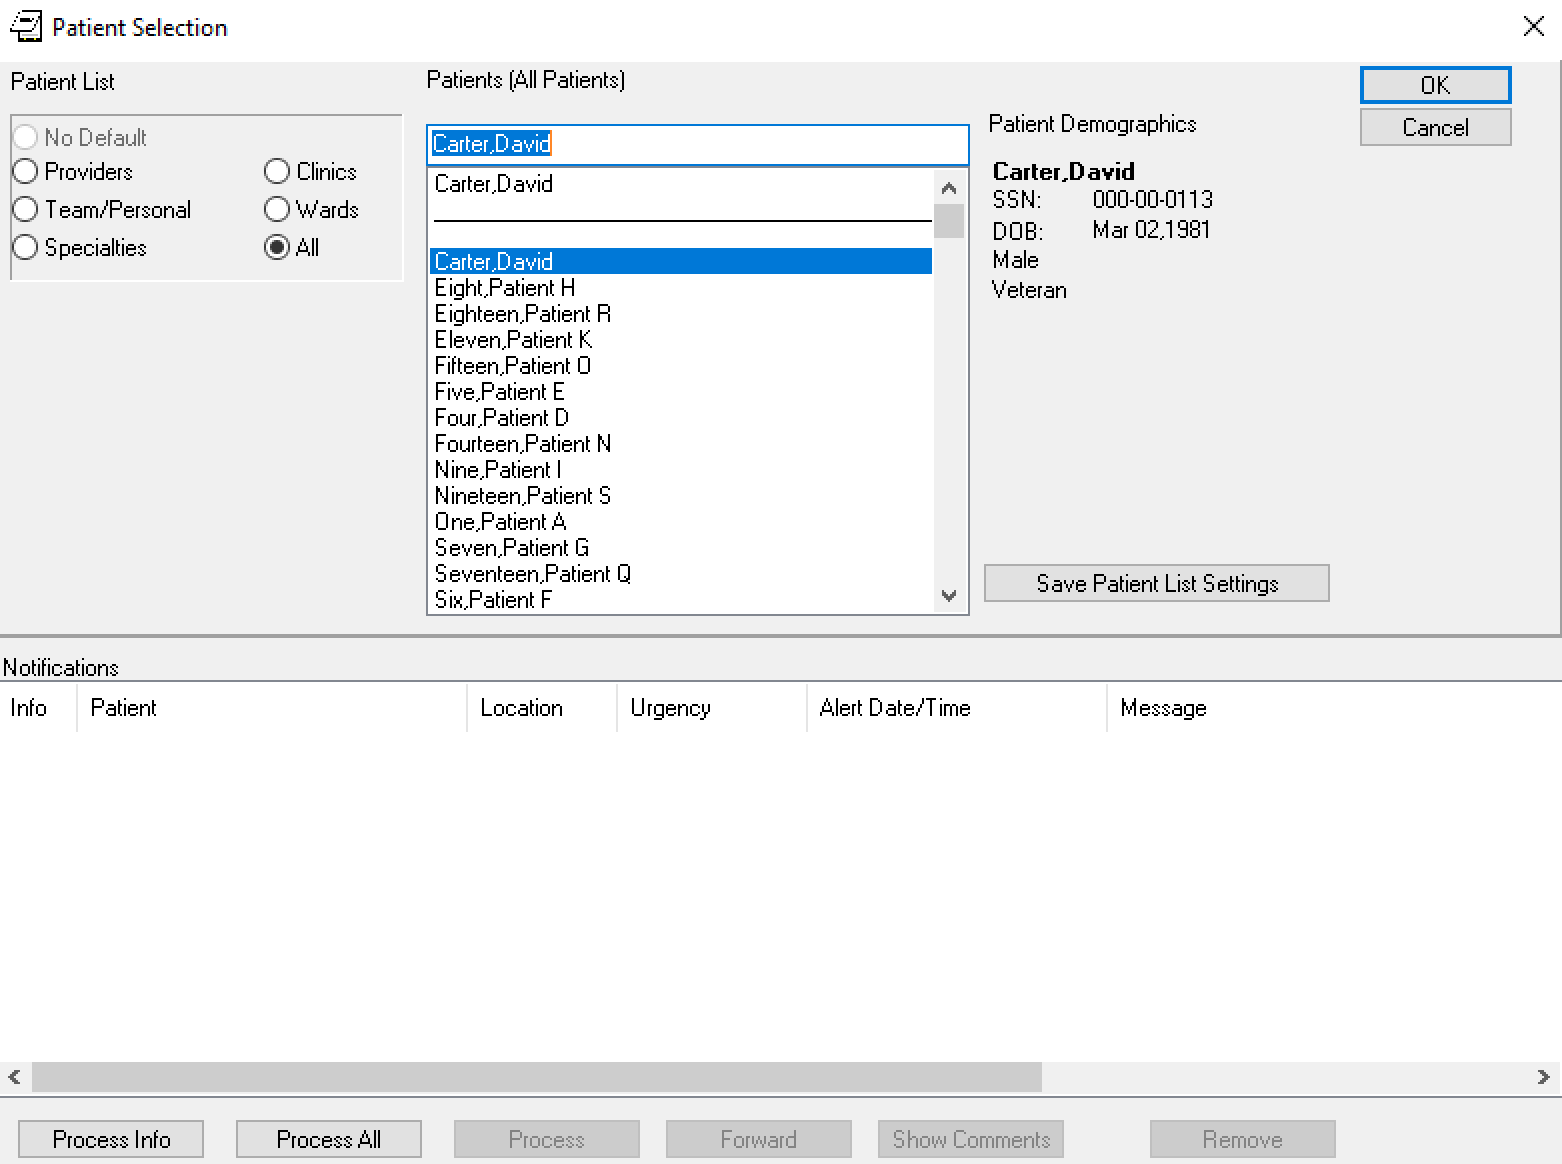 Patient Selection
Patient List
No Default
Providers
Clinics
Team/Personal
Wards
Specialties
All
Patients (All Patients)
Carter,David
Carter,David
Carter,David
Eight,Patient H
Eighteen,Patient R
Eleven,Patient K
Fifteen,Patient O
Five,Patient E
Four,Patient D
Fourteen,Patient N
Nine,Patient I
Nineteen,Patient S
One,Patient A
Seven,Patient G
Seventeen,Patient Q
Six,Patient F
Patient Demographics
Carter,David
SSN: 000-00-0113
DOB: Mar 02,1981
Male
Veteran
OK
Cancel
Save Patient List Settings
Notifications
Info Patient Location Urgency Alert Date/Time Message
Process Info Process All Process Forward Show Comments Remove